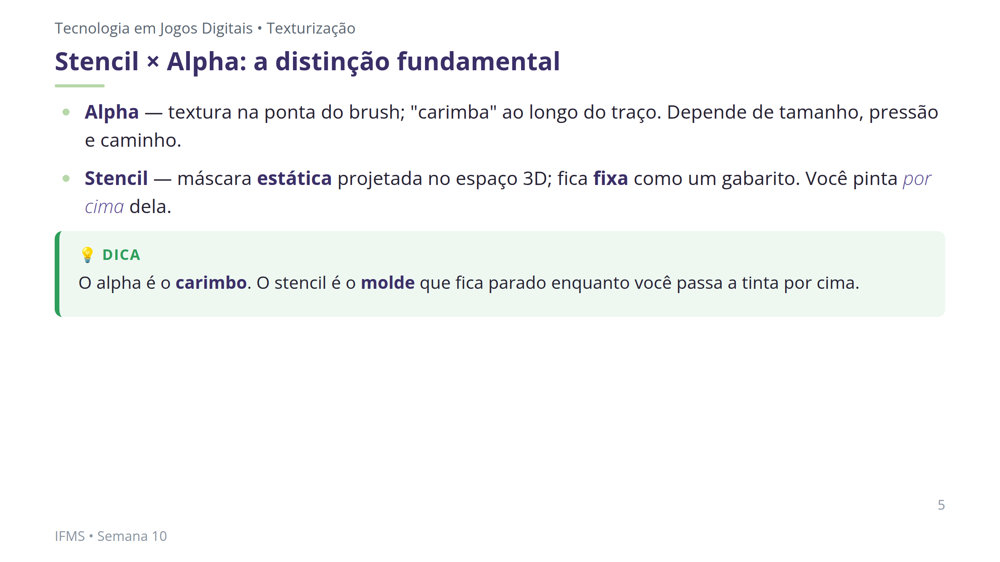 Tecnologia em Jogos Digitais • Texturização
Stencil × Alpha: a distinção fundamental
• Alpha — textura na ponta do brush; "carimba" ao longo do traço. Depende de tamanho, pressão
e caminho.
• Stencil — máscara estática projetada no espaço 3D; fica fixa como um gabarito. Você pinta por
cima dela.
💡 DICA
O alpha é o carimbo. O stencil é o molde que fica parado enquanto você passa a tinta por cima.
5
IFMS • Semana 10